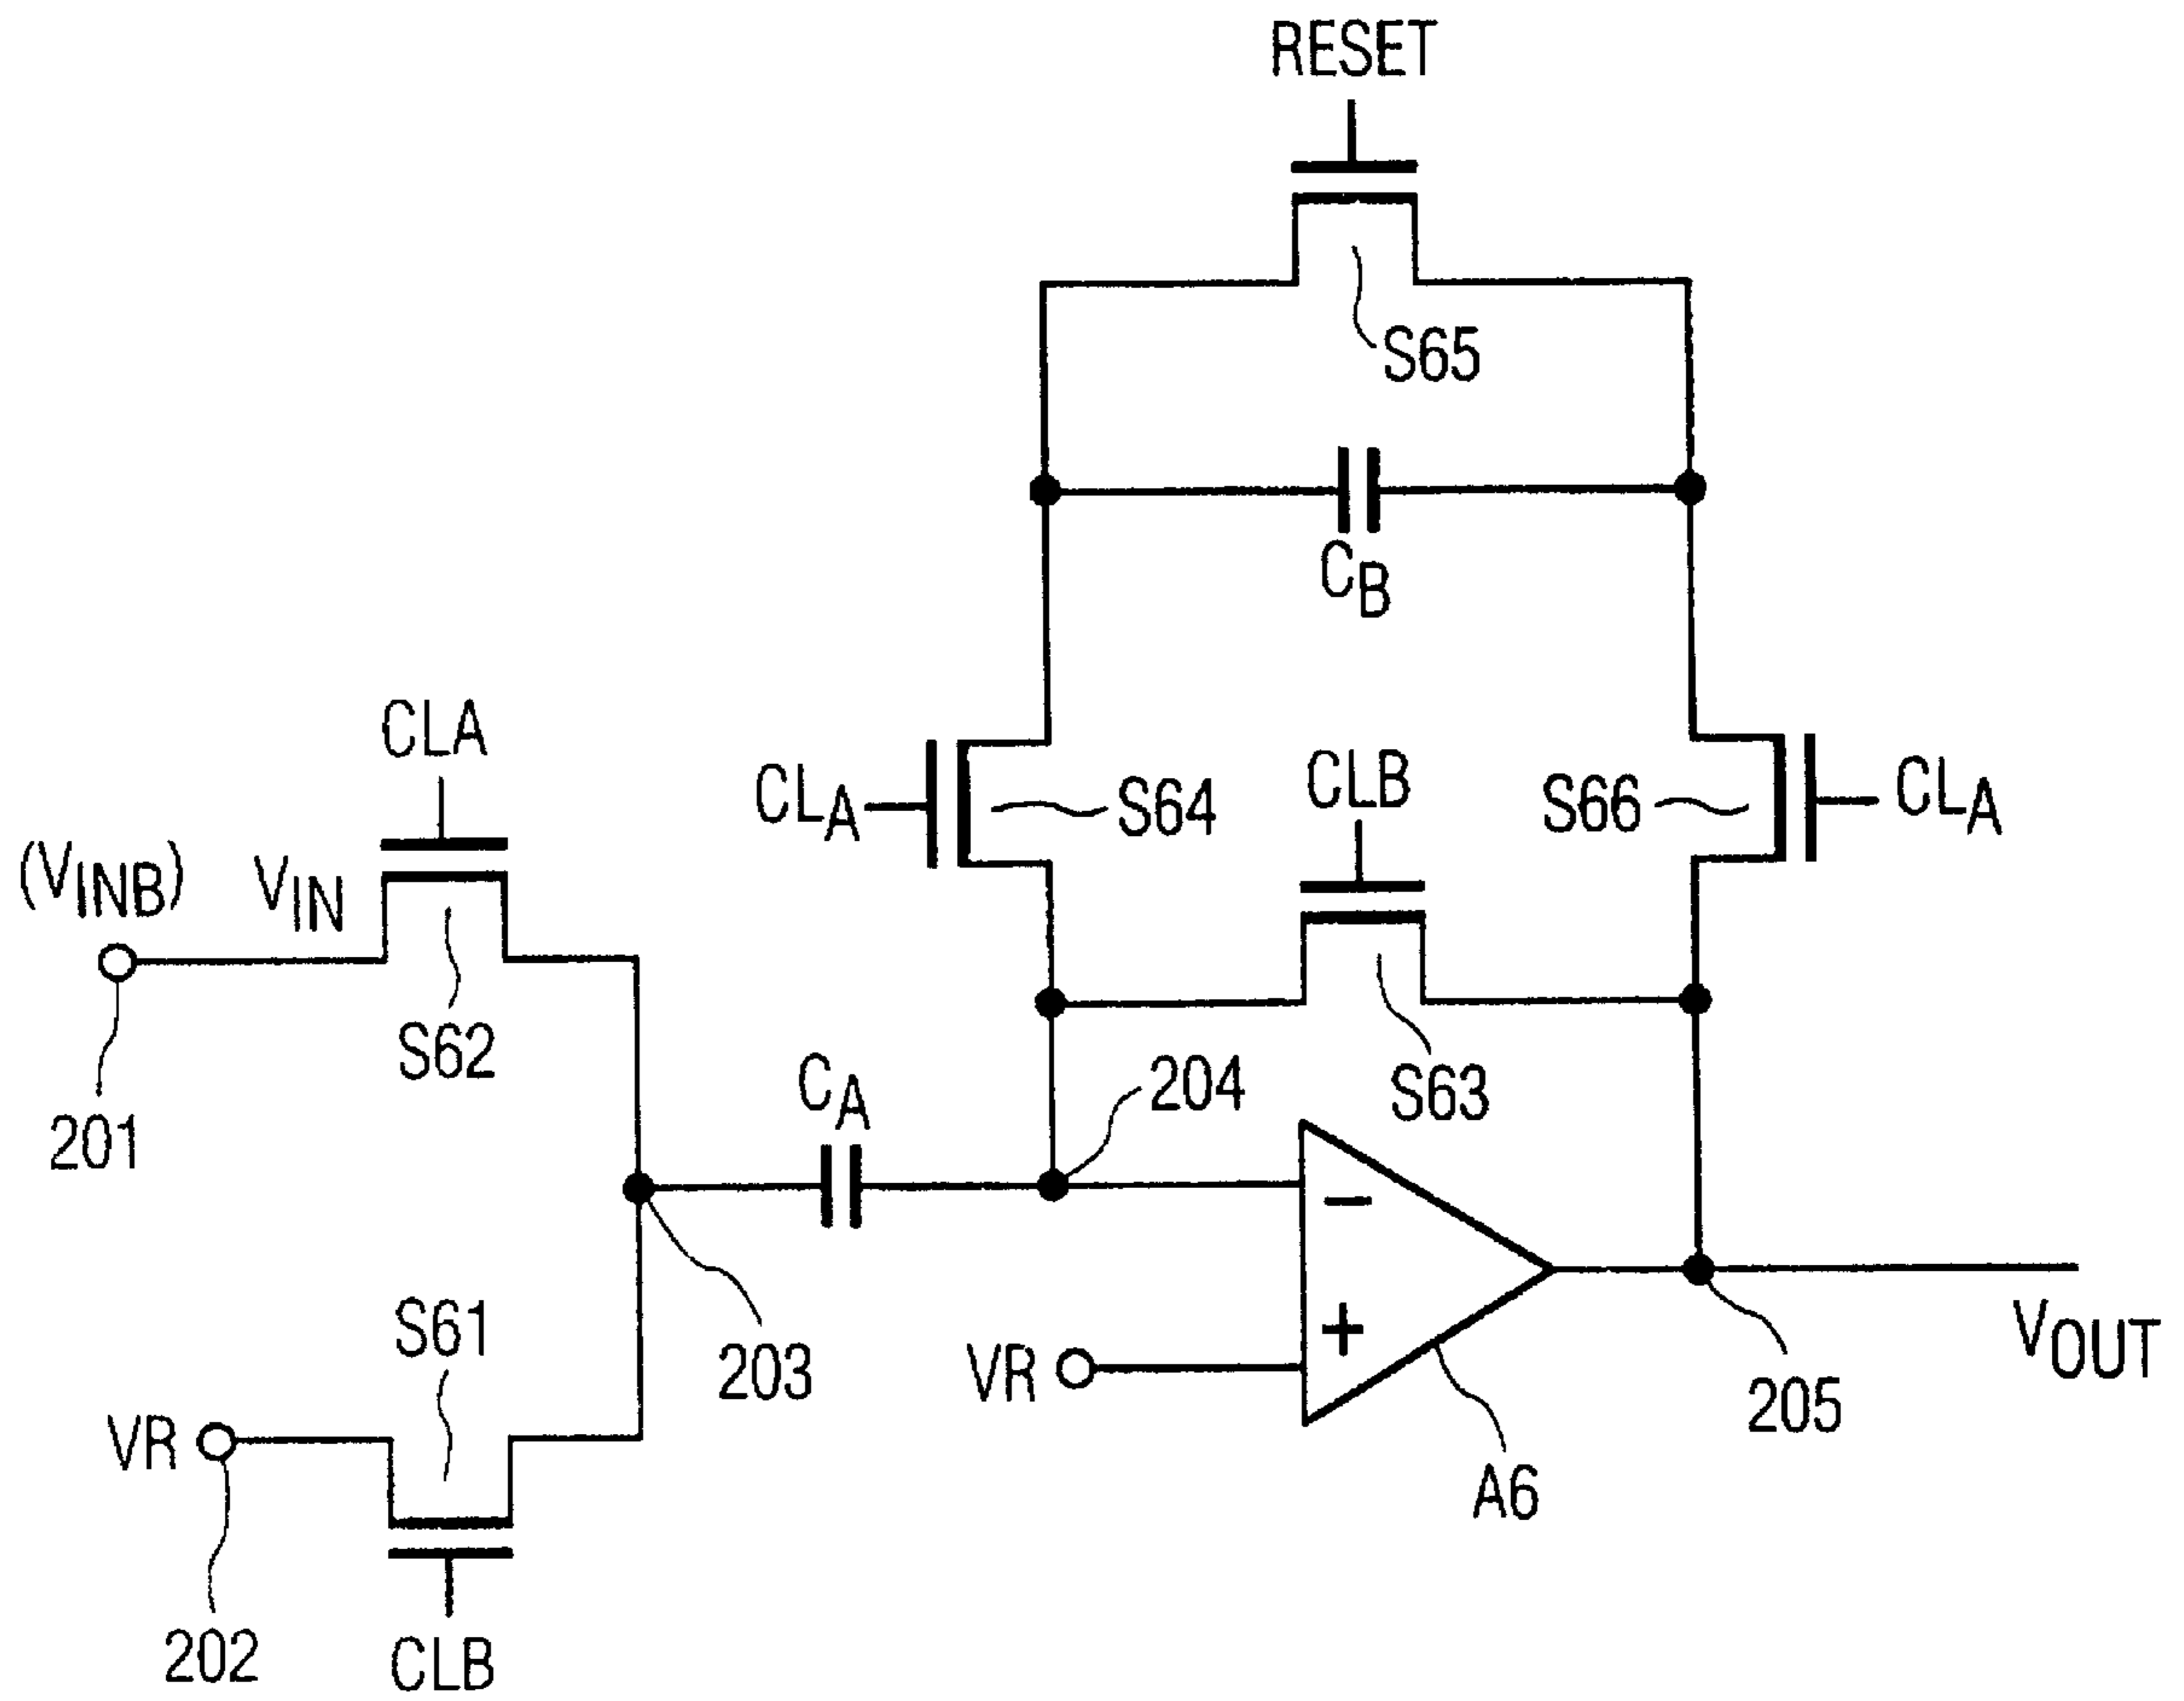 RESET
S65
CB
CLA
CLA
S64
CLB
S66
CLA
(VINB)
VIN
S62
CA
204
S63
201
−
S61
+
203
VR
VOUT
205
VR
A6
202
CLB